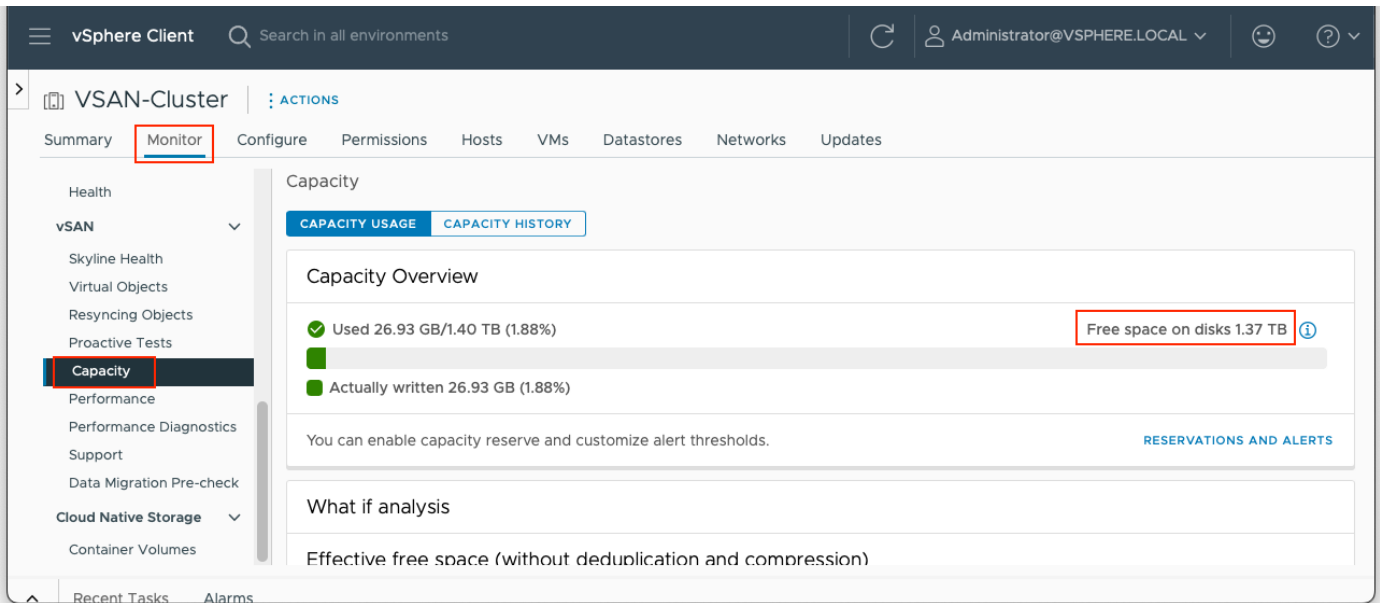 vSphere Client
Search in all environments
Administrator@VSPHERE.LOCAL
VSAN-Cluster
ACTIONS
Summary Monitor Configure Permissions Hosts VMs Datastores Networks Updates
Health
vSAN
Skyline Health
Virtual Objects
Resyncing Objects
Proactive Tests
Capacity
Performance
Performance Diagnostics
Support
Data Migration Pre-check
Cloud Native Storage
Container Volumes
Capacity
CAPACITY USAGE CAPACITY HISTORY
Capacity Overview
Used 26.93 GB/1.40 TB (1.88%) Free space on disks 1.37 TB
Actually written 26.93 GB (1.88%)
You can enable capacity reserve and customize alert thresholds. RESERVATIONS AND ALERTS
What if analysis
Effective free space (without deduplication and compression)
Recent Tasks Alarms